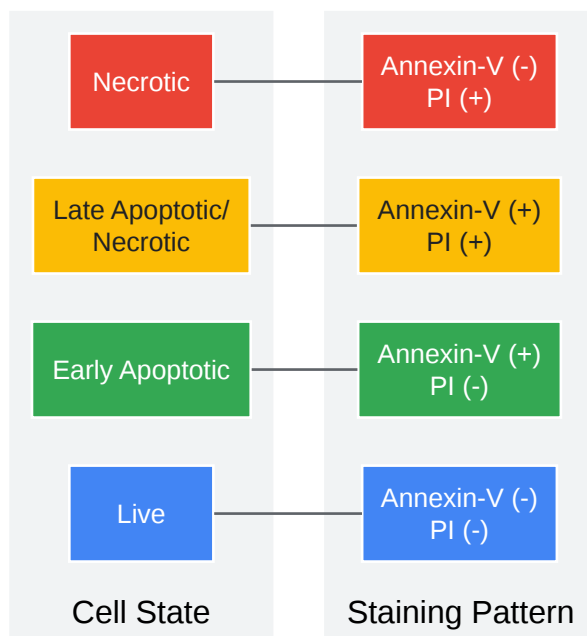 Necrotic
Annexin-V (-)
PI (+)
Late Apoptotic/
Necrotic
Annexin-V (+)
PI (+)
Early Apoptotic
Annexin-V (+)
PI (-)
Live
Annexin-V (-)
PI (-)
Cell State
Staining Pattern